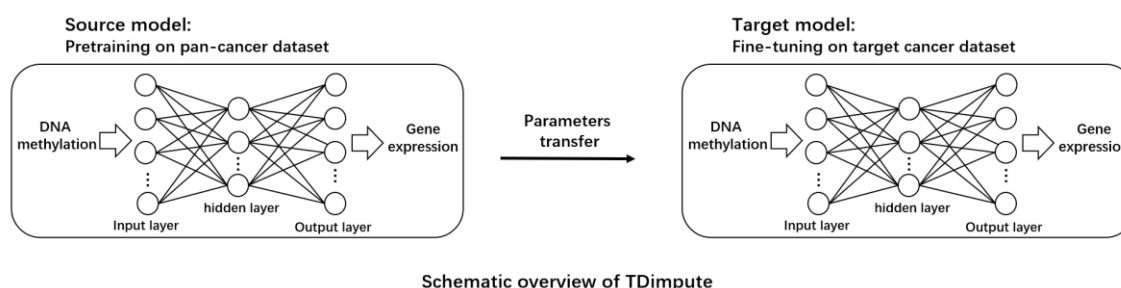 Source model:
Pretraining on pan-cancer dataset
DNA
methylation
Gene
expression
Input layer
hidden layer
Output layer
Parameters
transfer
Target model:
Fine-tuning on target cancer dataset
DNA
methylation
Gene
expression
Input layer
hidden layer
Output layer
Schematic overview of TDimpute